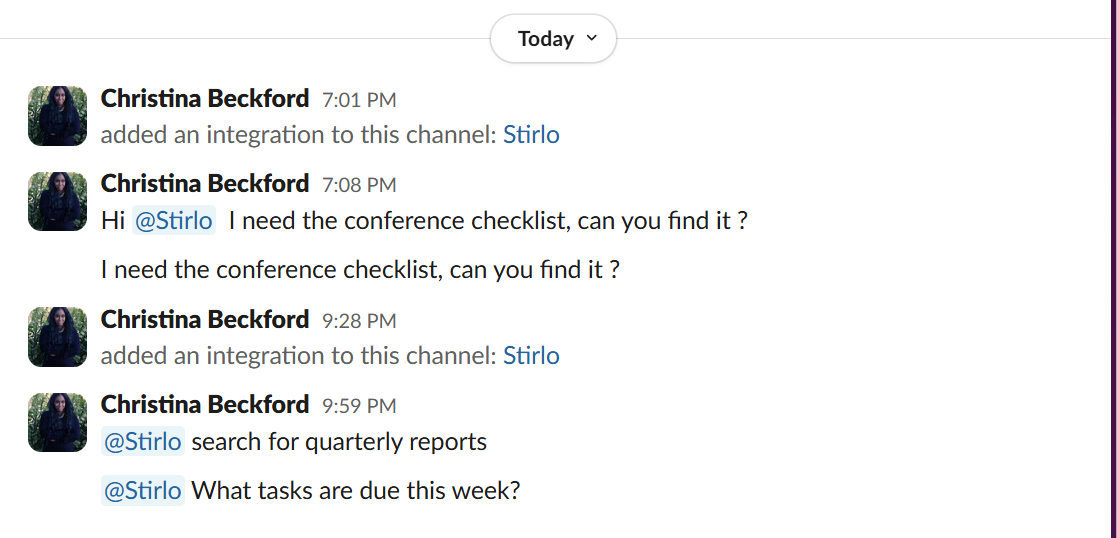 Today
Christina Beckford 7:01 PM
added an integration to this channel: Stirlo
Christina Beckford 7:08 PM
Hi @Stirlo I need the conference checklist, can you find it ?
I need the conference checklist, can you find it ?
Christina Beckford 9:28 PM
added an integration to this channel: Stirlo
Christina Beckford 9:59 PM
@Stirlo search for quarterly reports
@Stirlo What tasks are due this week?